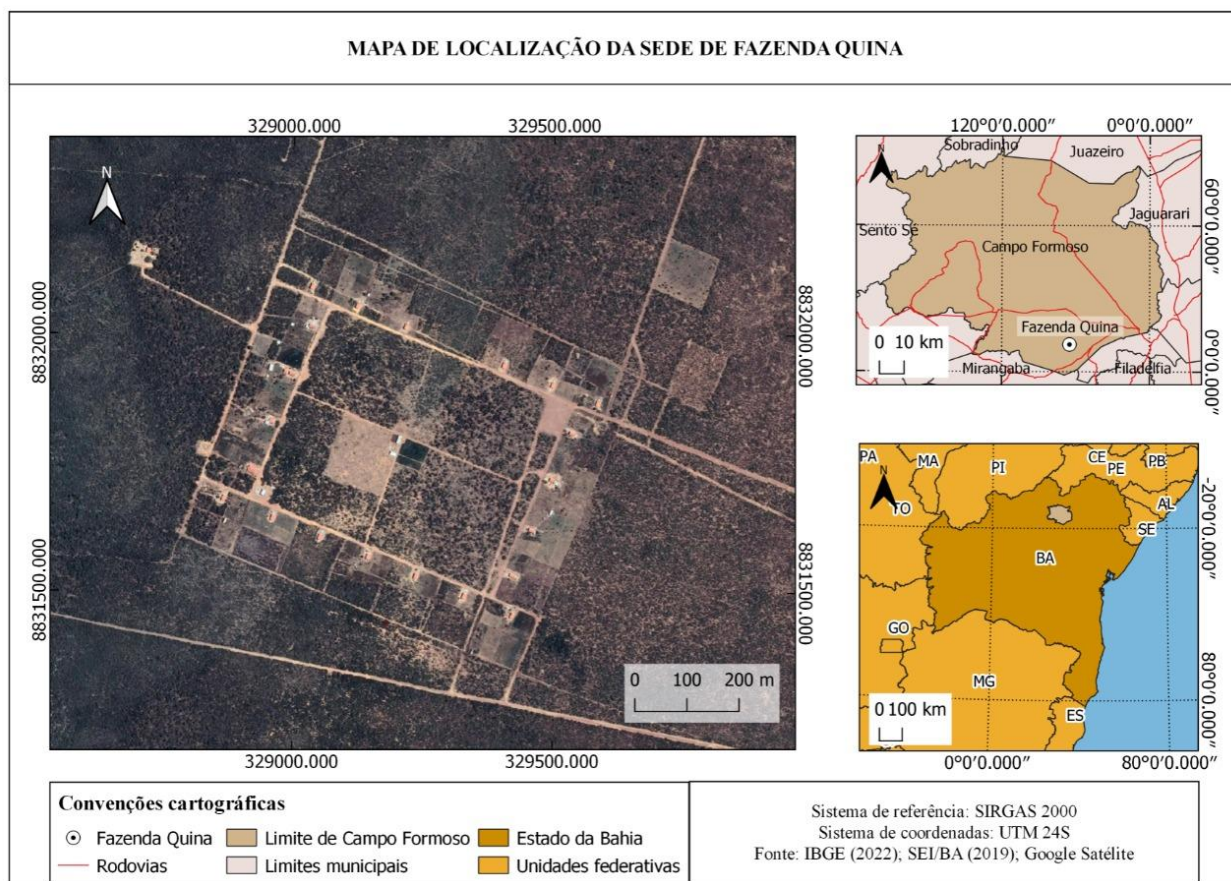 MAPA DE LOCALIZAÇÃO DA SEDE DE FAZENDA QUINA
329000.000 329500.000
N
8832000.000
8832000.000
8831500.000
8831500.000
0 100 200 m
329000.000 329500.000
120°0'0.000" 0°0'0.000"
N
Sobradinho
Juazeiro
Jaguarari
Sento Sé
Campo Formoso
Fazenda Quina
0 10 km
Mirangaba
Filadélfia
60°0'0.000"
0°0'0.000"
PA
MA
PI
CE
PE
PB
N
TO
AL
SE
BA
GO
MG
ES
0 100 km
-20°0'0.000"
80°0'0.000"
0°0'0.000" 80°0'0.000"
Convenções cartográficas
Fazenda Quina Limite de Campo Formoso Estado da Bahia
Rodovias Limites municipais Unidades federativas
Sistema de referência: SIRGAS 2000
Sistema de coordenadas: UTM 24S
Fonte: IBGE (2022); SEI/BA (2019); Google Satélite